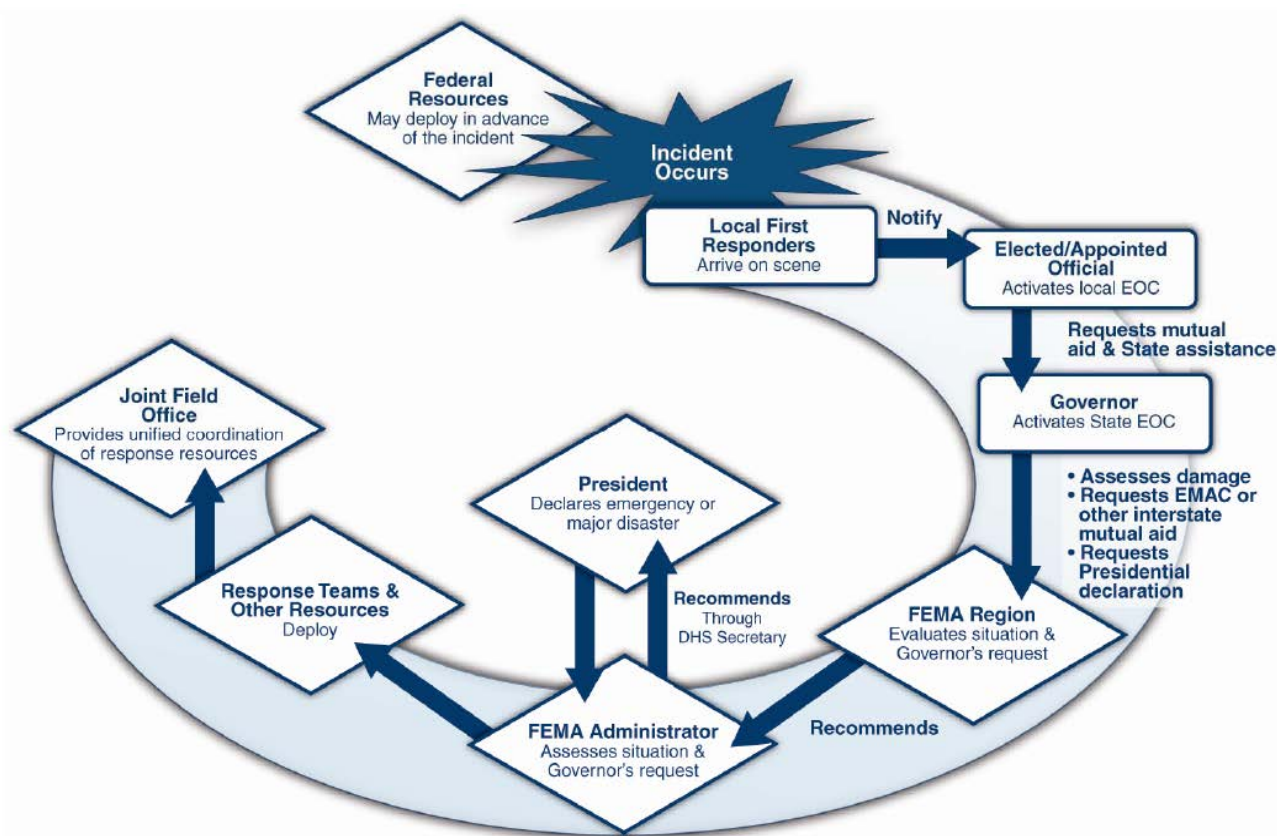 Federal
Resources
May deploy in advance
of the incident
Incident
Occurs
Local First
Responders
Arrive on scene
Notify
Elected/Appointed
Official
Activates local EOC
Requests mutual
aid & State assistance
Governor
Activates State EOC
• Assesses damage
• Requests EMAC or
other interstate
mutual aid
• Requests
Presidential
declaration
FEMA Region
Evaluates situation &
Governor's request
Recommends
FEMA Administrator
Assesses situation &
Governor's request
Recommends
Through
DHS Secretary
President
Declares emergency or
major disaster
Response Teams &
Other Resources
Deploy
Joint Field
Office
Provides unified coordination
of response resources